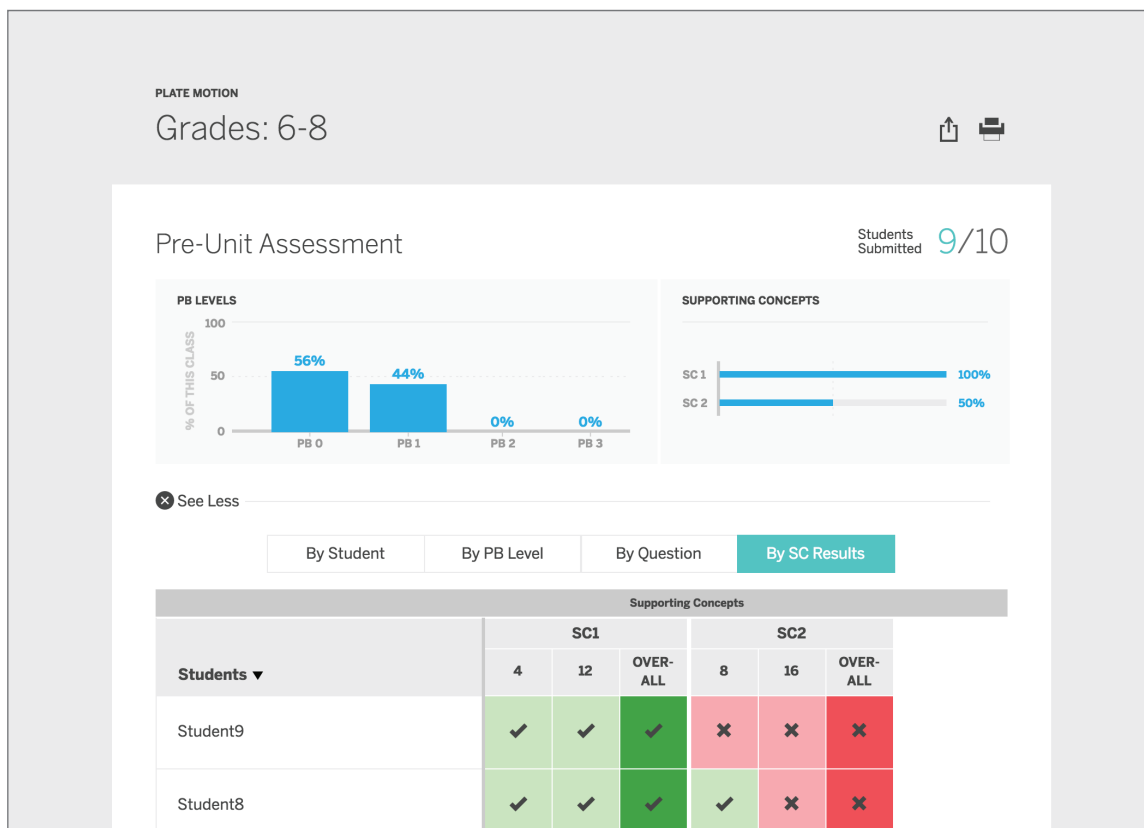 PLATE MOTION
Grades: 6-8
Pre-Unit Assessment
Students
Submitted
9/10
PB LEVELS
% OF THIS CLASS
100
50
0
56%
44%
0%
0%
PB 0
PB 1
PB 2
PB 3
SUPPORTING CONCEPTS
SC 1
100%
SC 2
50%
See Less
By Student
By PB Level
By Question
By SC Results
Supporting Concepts
SC1
SC2
Students
4
12
OVER-
ALL
8
16
OVER-
ALL
Student9
Student8